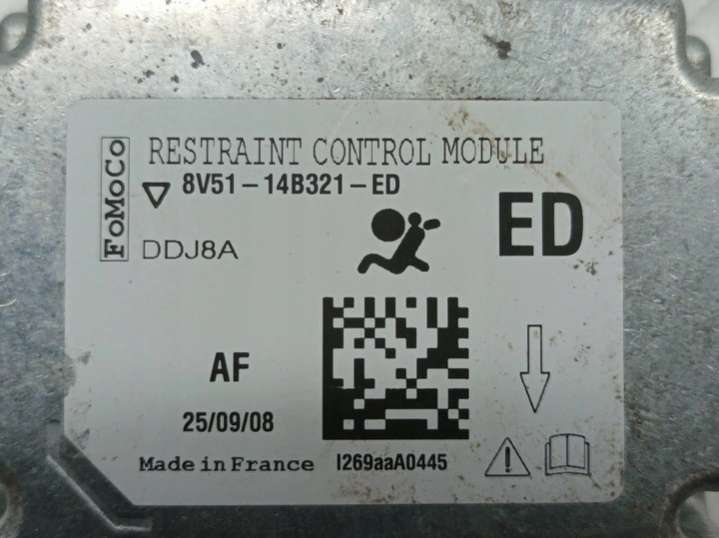 FoMoCo
RESTRAINT CONTROL MODULE
8V51-14B321-ED
DDJ8A
ED
AF
25/09/08
Made in France
I269aaA0445